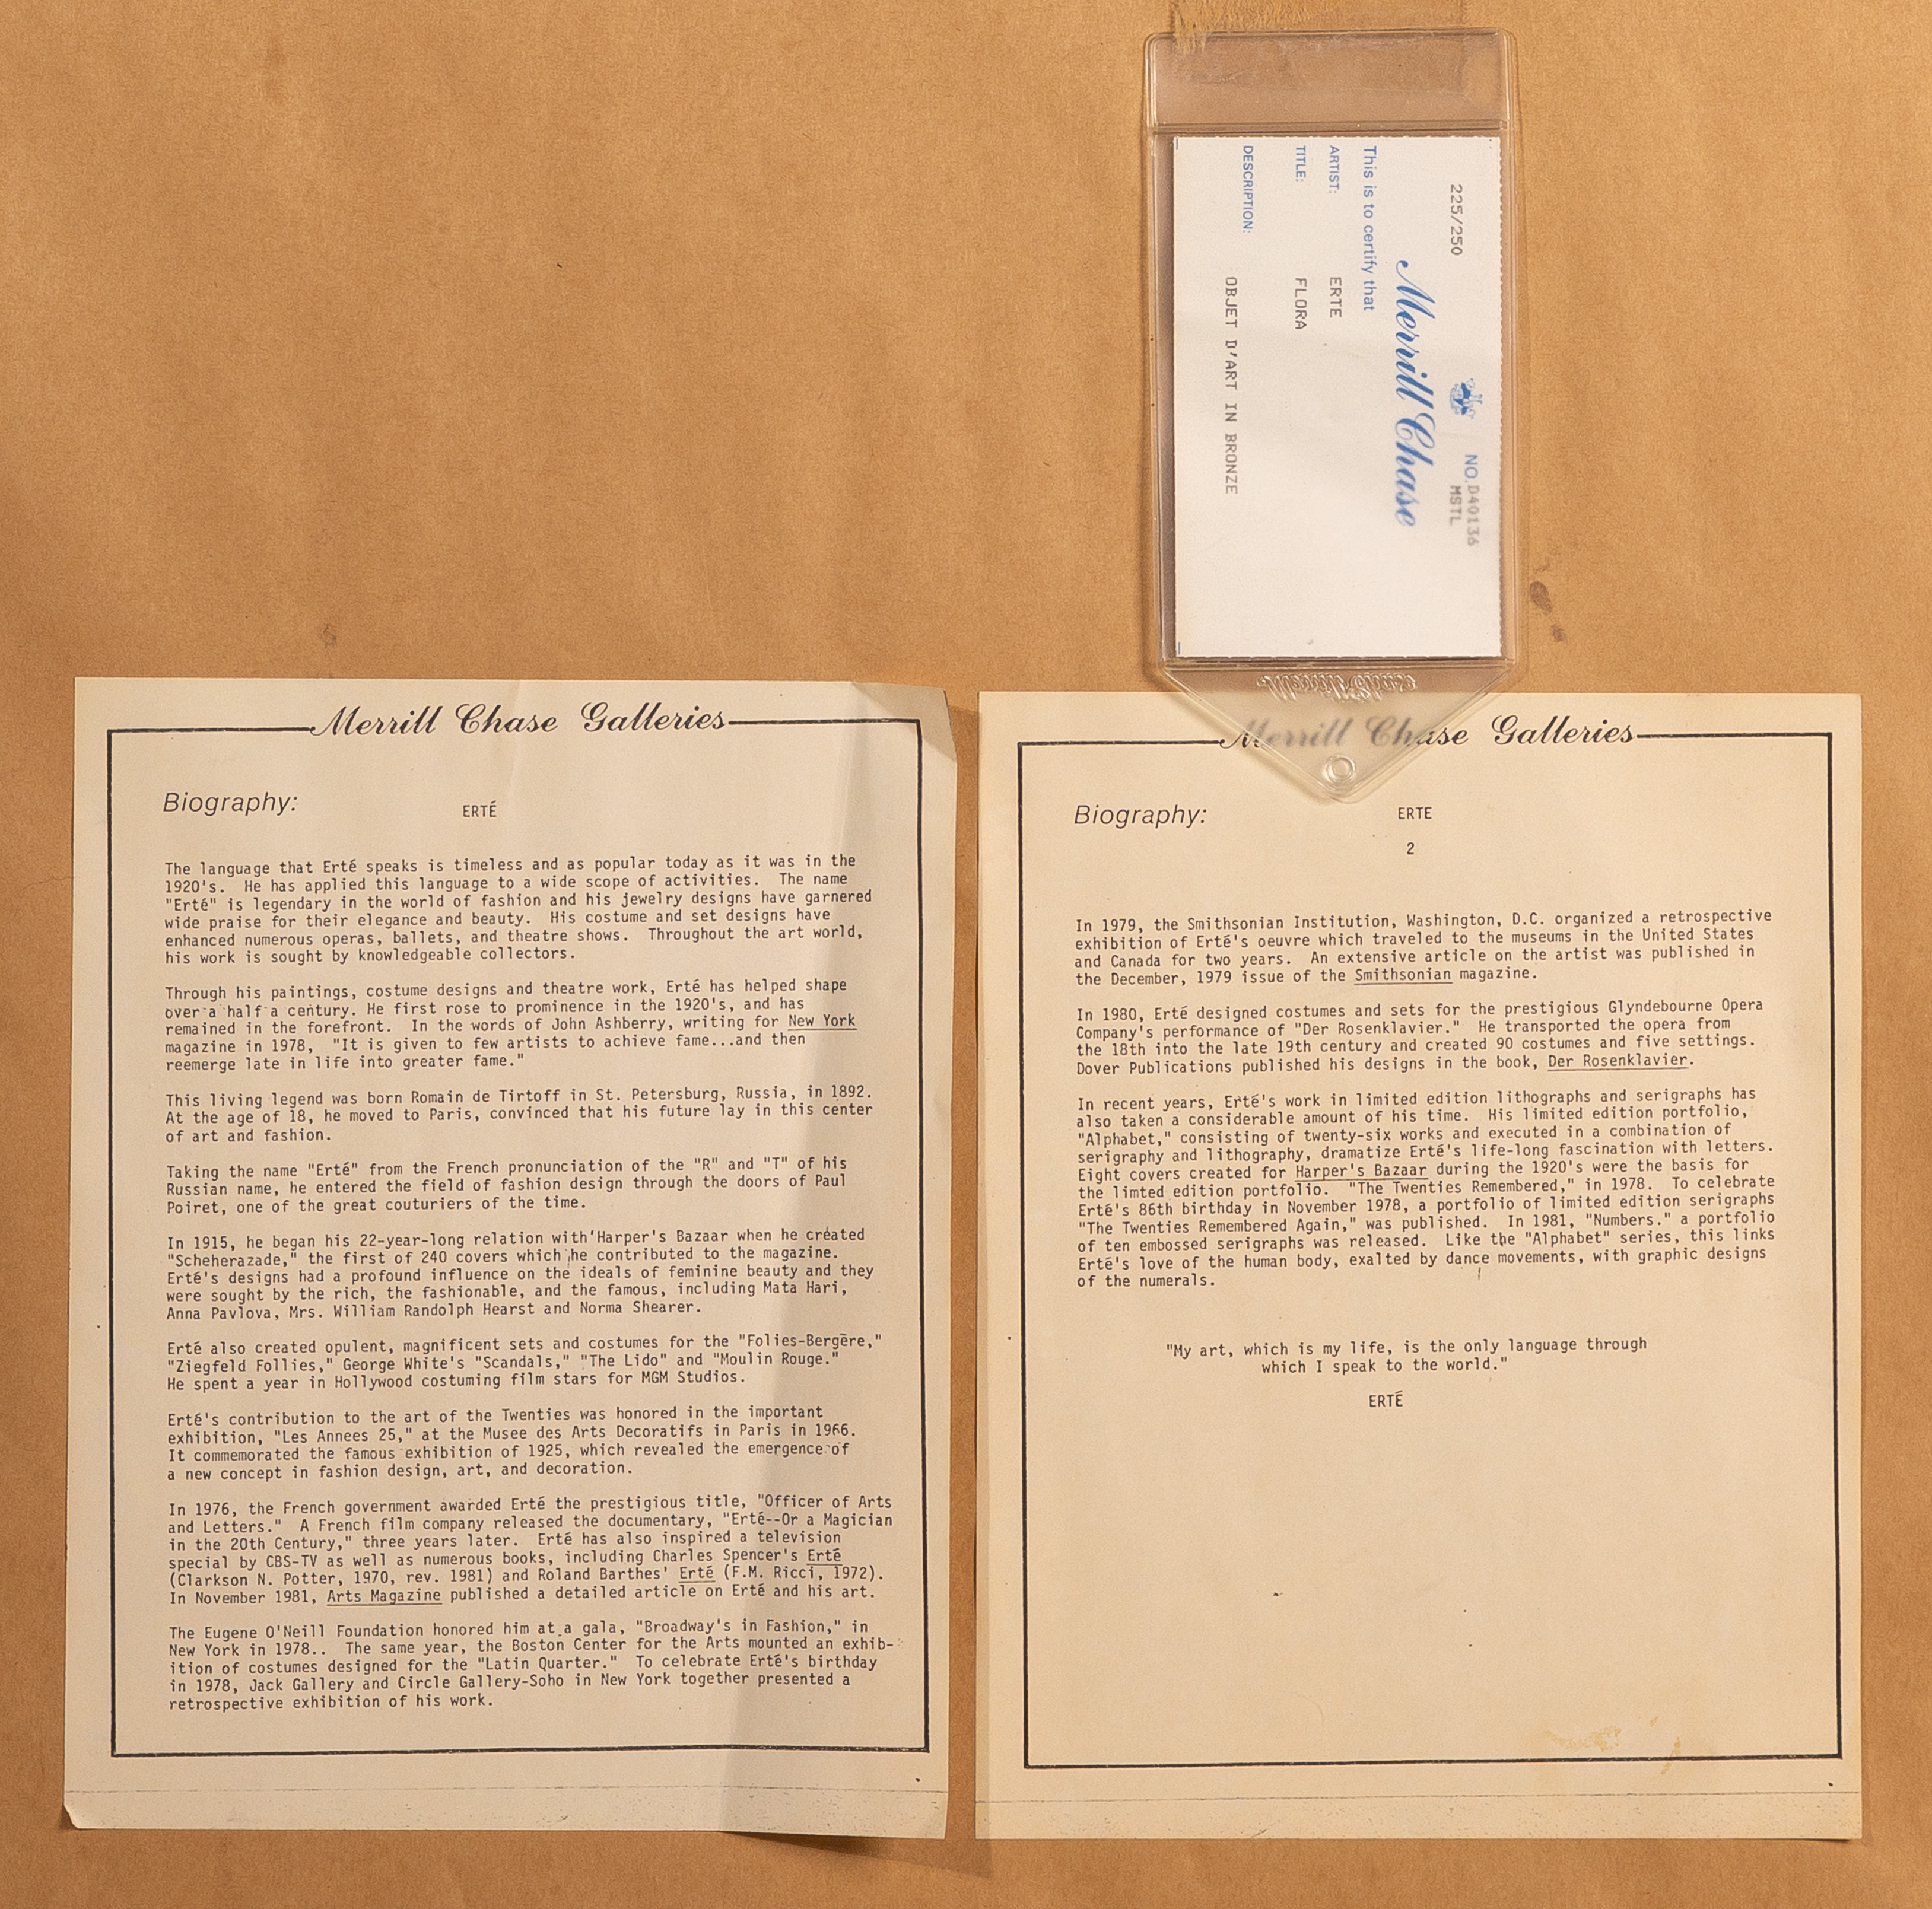 225/250
NO. D40136
MSTL
Merrill Chase
This is to certify that
ARTIST: ERTE
TITLE: FLORA
DESCRIPTION:
OBJET D'ART IN BRONZE
Merrill Chase
Merrill Chase Galleries
Biography: ERTÉ
The language that Erté speaks is timeless and as popular today as it was in the
1920's. He has applied this language to a wide scope of activities. The name
"Erté" is legendary in the world of fashion and his jewelry designs have garnered
wide praise for their elegance and beauty. His costume and set designs have
enhanced numerous operas, ballets, and theatre shows. Throughout the art world,
his work is sought by knowledgeable collectors.
Through his paintings, costume designs and theatre work, Erté has helped shape
over a half a century. He first rose to prominence in the 1920's, and has
remained in the forefront. In the words of John Ashberry, writing for New York
magazine in 1978, "It is given to few artists to achieve fame...and then
reemerge late in life into greater fame."
This living legend was born Romain de Tirtoff in St. Petersburg, Russia, in 1892.
At the age of 18, he moved to Paris, convinced that his future lay in this center
of art and fashion.
Taking the name "Erté" from the French pronunciation of the "R" and "T" of his
Russian name, he entered the field of fashion design through the doors of Paul
Poiret, one of the great couturiers of the time.
In 1915, he began his 22-year-long relation with Harper's Bazaar when he created
"Scheherazade," the first of 240 covers which he contributed to the magazine.
Erté's designs had a profound influence on the ideals of feminine beauty and they
were sought by the rich, the fashionable, and the famous, including Mata Hari,
Anna Pavlova, Mrs. William Randolph Hearst and Norma Shearer.
Erté also created opulent, magnificent sets and costumes for the "Folies-Bergēre,"
"Ziegfeld Follies," George White's "Scandals," "The Lido" and "Moulin Rouge."
He spent a year in Hollywood costuming film stars for MGM Studios.
Erté's contribution to the art of the Twenties was honored in the important
exhibition, "Les Annees 25," at the Musee des Arts Decoratifs in Paris in 1966.
It commemorated the famous exhibition of 1925, which revealed the emergence of
a new concept in fashion design, art, and decoration.
In 1976, the French government awarded Erté the prestigious title, "Officer of Arts
and Letters." A French film company released the documentary, "Erté--Or a Magician
in the 20th Century," three years later. Erté has also inspired a television
special by CBS-TV as well as numerous books, including Charles Spencer's Erté
(Clarkson N. Potter, 1970, rev. 1981) and Roland Barthes' Erté (F.M. Ricci, 1972).
In November 1981, Arts Magazine published a detailed article on Erté and his art.
The Eugene O'Neill Foundation honored him at a gala, "Broadway's in Fashion," in
New York in 1978.. The same year, the Boston Center for the Arts mounted an exhib-
ition of costumes designed for the "Latin Quarter." To celebrate Erté's birthday
in 1978, Jack Gallery and Circle Gallery-Soho in New York together presented a
retrospective exhibition of his work.
Merrill Chase Galleries
Biography: ERTE
2
In 1979, the Smithsonian Institution, Washington, D.C. organized a retrospective
exhibition of Erté's oeuvre which traveled to the museums in the United States
and Canada for two years. An extensive article on the artist was published in
the December, 1979 issue of the Smithsonian magazine.
In 1980, Erté designed costumes and sets for the prestigious Glyndebourne Opera
Company's performance of "Der Rosenklavier." He transported the opera from
the 18th into the late 19th century and created 90 costumes and five settings.
Dover Publications published his designs in the book, Der Rosenklavier.
In recent years, Erté's work in limited edition lithographs and serigraphs has
also taken a considerable amount of his time. His limited edition portfolio,
"Alphabet," consisting of twenty-six works and executed in a combination of
serigraphy and lithography, dramatize Erté's life-long fascination with letters.
Eight covers created for Harper's Bazaar during the 1920's were the basis for
the limted edition portfolio. "The Twenties Remembered," in 1978. To celebrate
Erté's 86th birthday in November 1978, a portfolio of limited edition serigraphs
"The Twenties Remembered Again," was published. In 1981, "Numbers." a portfolio
of ten embossed serigraphs was released. Like the "Alphabet" series, this links
Erté's love of the human body, exalted by dance movements, with graphic designs
of the numerals.
"My art, which is my life, is the only language through
which I speak to the world."
ERTÉ